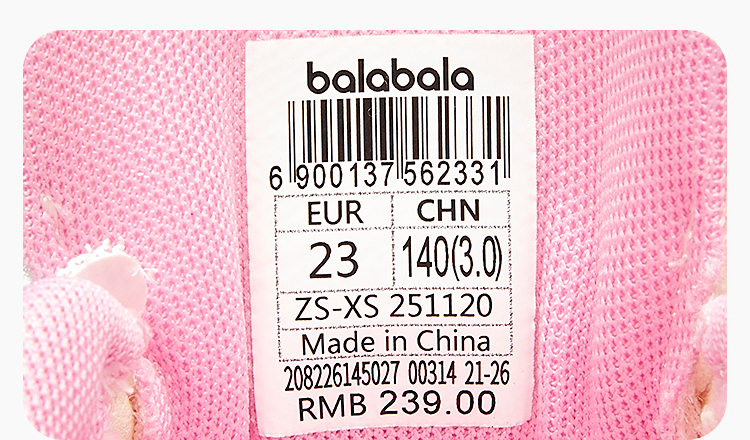 balabala
6 900137 562331
EUR CHN
23 140(3.0)
ZS-XS 251120
Made in China
208226145027 00314 21-26
RMB 239.00